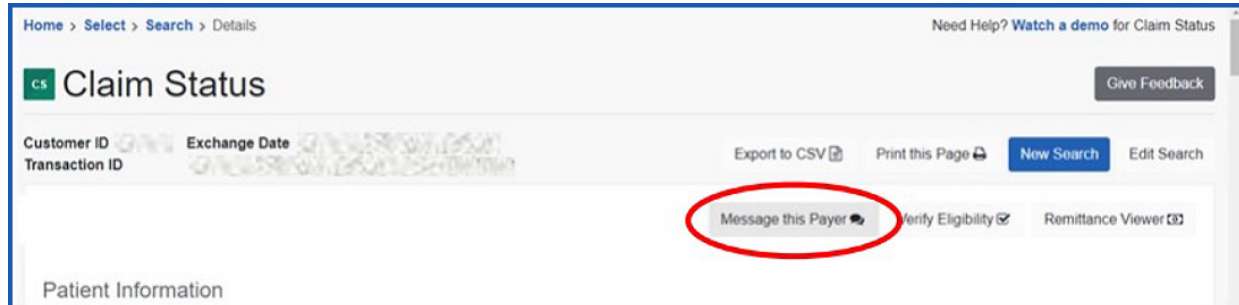 Home > Select > Search > Details
Need Help? Watch a demo for Claim Status
cs Claim Status
Give Feedback
Customer ID Exchange Date
Transaction ID
Export to CSV Print this Page New Search Edit Search
Message this Payer Verify Eligibility Remittance Viewer
Patient Information